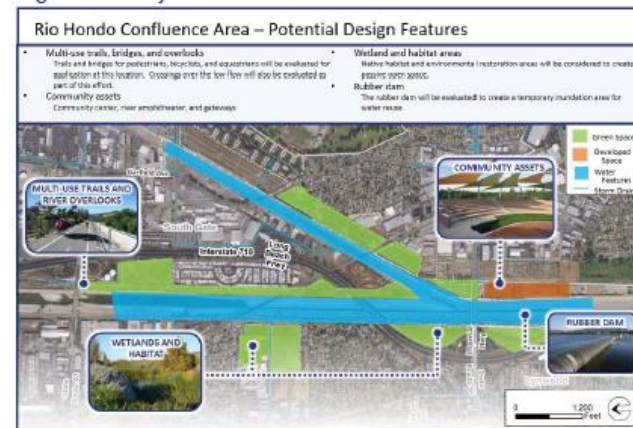 Rio Hondo Confluence Area – Potential Design Features
• Multi-use trails, bridges, and overlooks
Trails and bridges for pedestrians, bicyclists, and equestrians will be evaluated for
application at this location. Crossings over the low flow will also be evaluated as
part of this effort.
• Community assets
Community center, river amphitheater, and gateways
• Wetland and habitat areas
Native habitat and environmental restoration areas will be considered to create
passive open space.
• Rubber dam
The rubber dam will be evaluated to create a temporary inundation area for
water reuse.
Green Space
Developed
Space
Water
Features
Storm Drain
Garfield Ave
MULTI-USE TRAILS AND
RIVER OVERLOOKS
COMMUNITY ASSETS
South Gate
Interstate 710
Long
Beach
Fwy
WETLANDS AND
HABITAT
RUBBER DAM
Lynwood
0 1:200
Feet